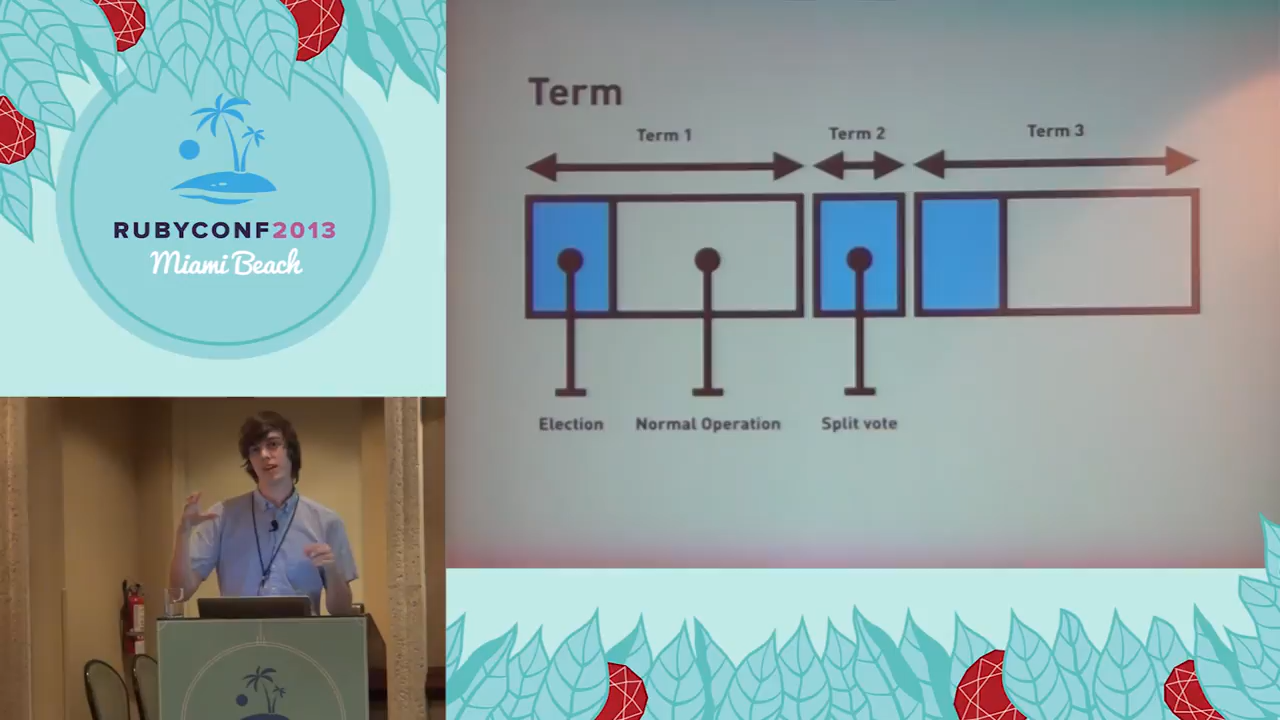 RUBYCONF2013
Miami Beach
Term
Term 1
Term 2
Term 3
Election
Normal Operation
Split vote